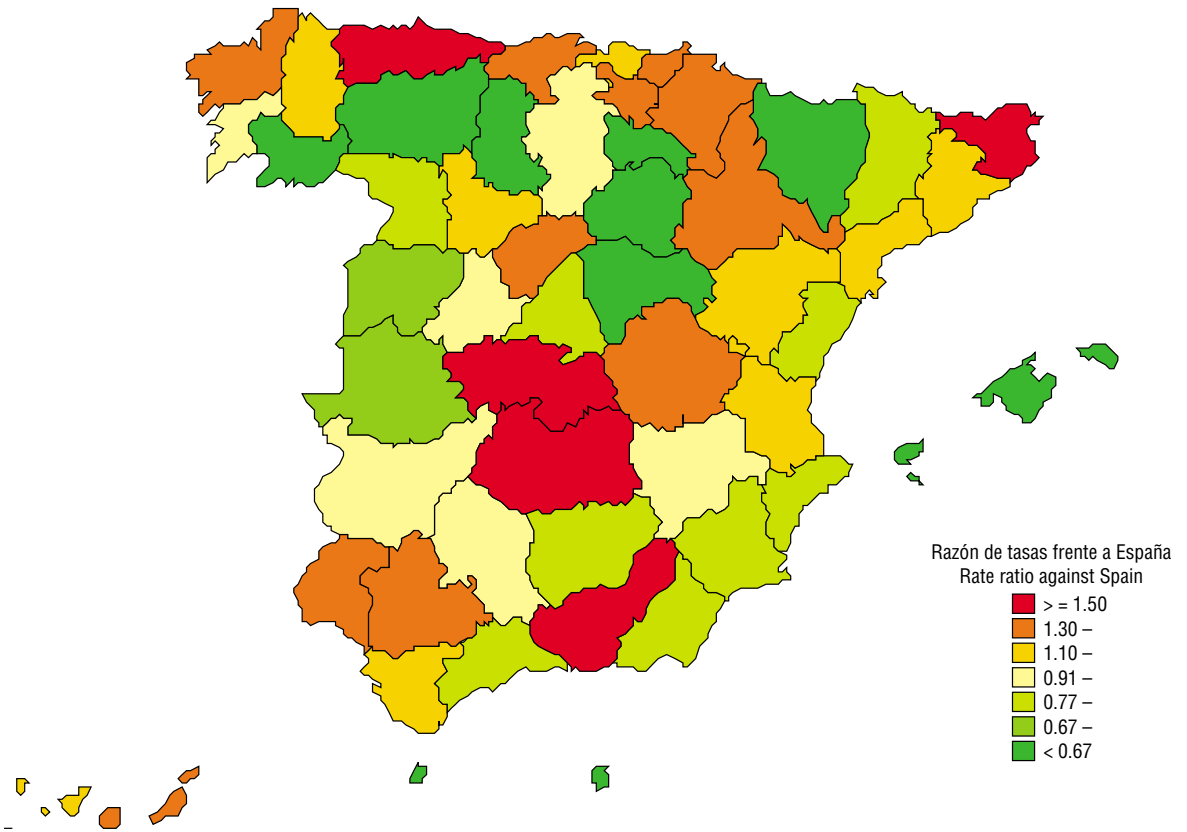 Razón de tasas frente a España
Rate ratio against Spain
> = 1.50
1.30 –
1.10 –
0.91 –
0.77 –
0.67 –
< 0.67